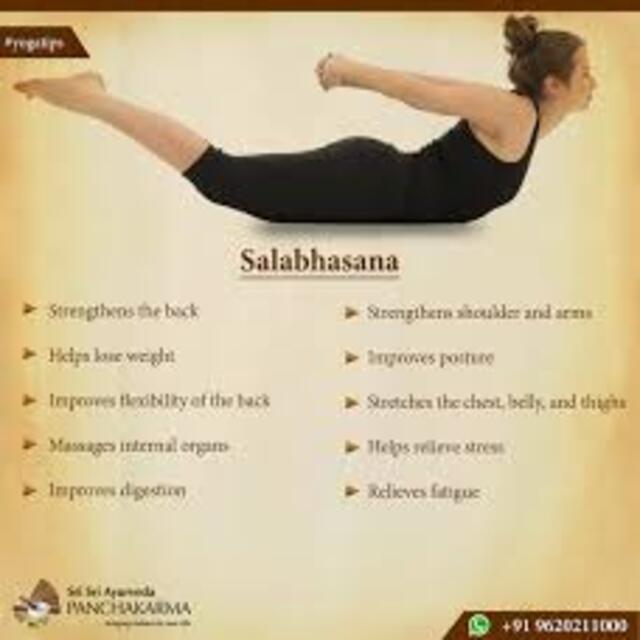 #yogatips
Salabhasana
Strengthens the back
Helps lose weight
Improves flexibility of the back
Massages internal organs
Improves digestion
Strengthens shoulder and arms
Improves posture
Stretches the chest, belly, and thighs
Helps relieve stress
Relieves fatigue
Sri Sri Ayurveda
PANCHAKARMA
+91 9620211000